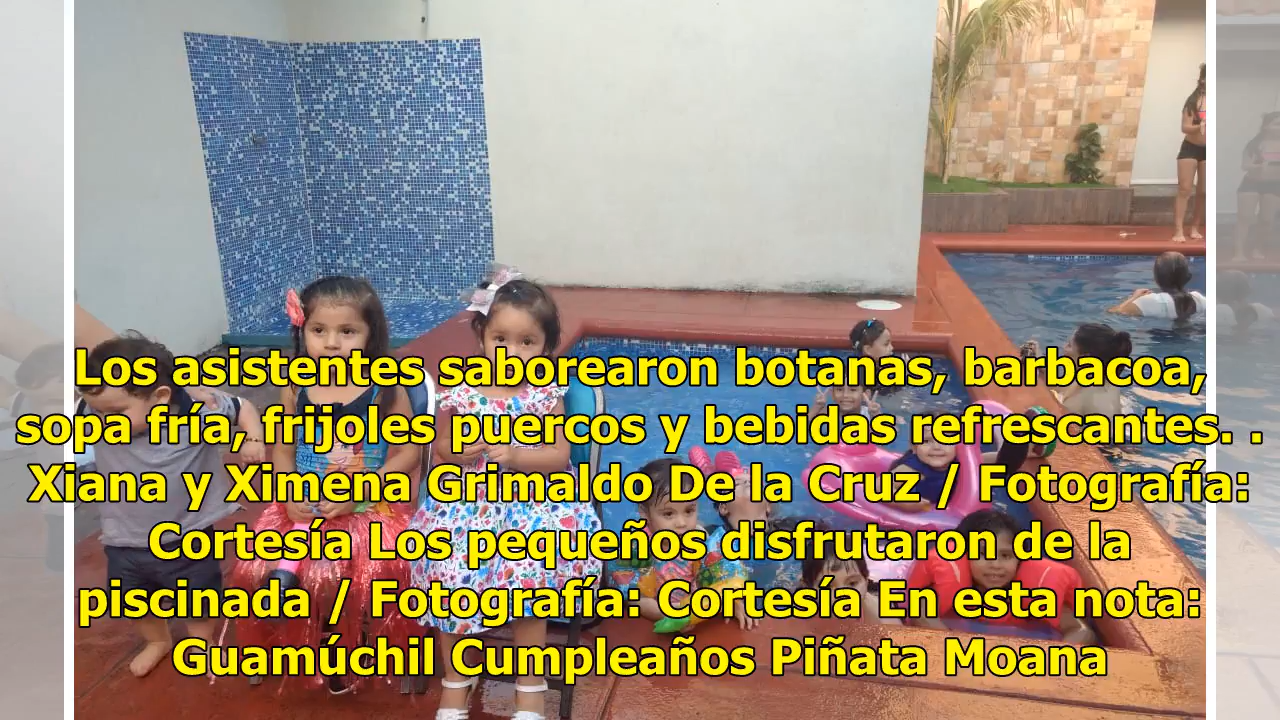 Los asistentes saborearon botanas, barbacoa,
sopa fría, frijoles puercos y bebidas refrescantes. .
Xiana y Ximena Grimaldo De la Cruz / Fotografía:
Cortesía Los pequeños disfrutaron de la
piscinada / Fotografía: Cortesía En esta nota:
Guamúchil Cumpleaños Piñata Moana